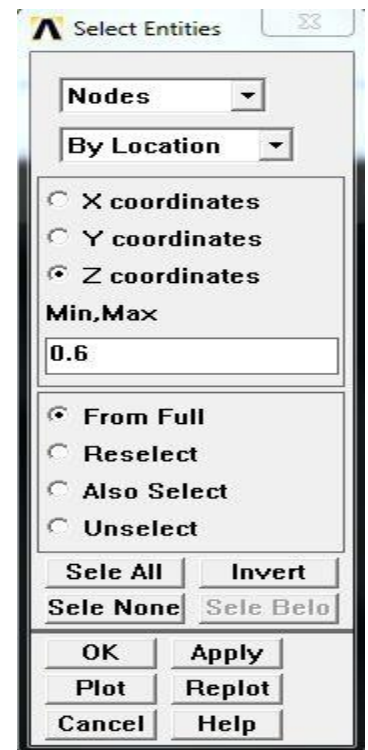 Select Entities
Nodes
By Location
X coordinates
Y coordinates
Z coordinates
Min,Max
0.6
From Full
Reselect
Also Select
Unselect
Sele All Invert
Sele None Sele Belo
OK Apply
Plot Replot
Cancel Help